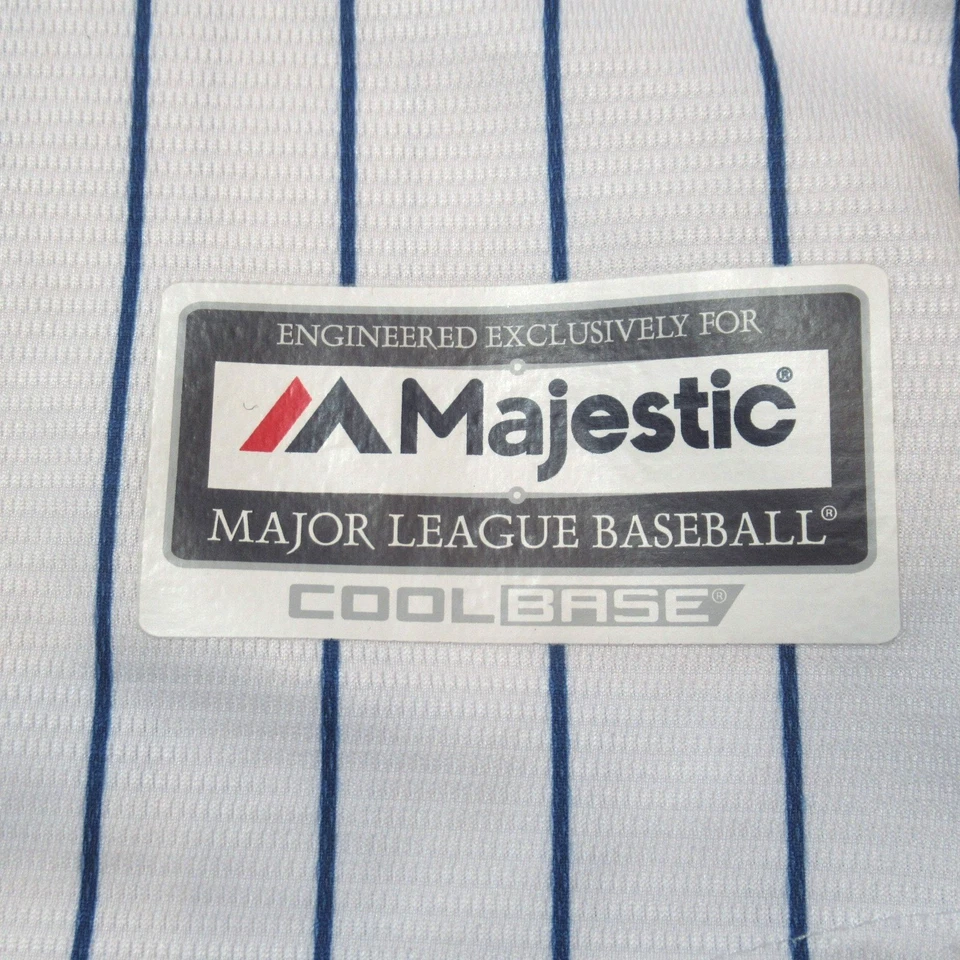 ENGINEERED EXCLUSIVELY FOR
Majestic®
MAJOR LEAGUE BASEBALL®
COOLBASE®